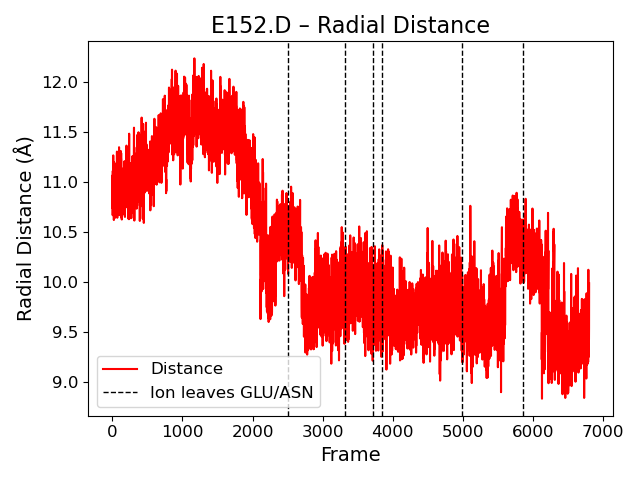 E152.D – Radial Distance
Radial Distance (Å)
12.0
11.5
11.0
10.5
10.0
9.5
9.0
Distance
Ion leaves GLU/ASN
0 1000 2000 3000 4000 5000 6000 7000
Frame